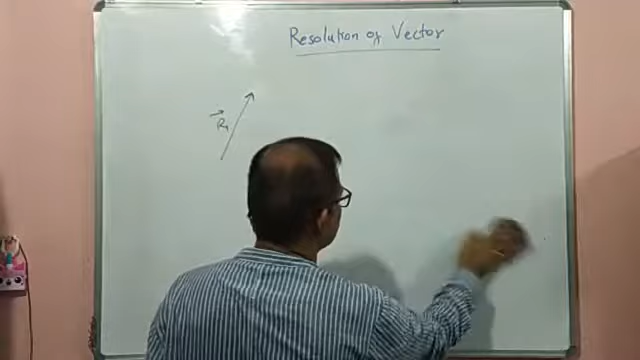 Resolution of Vector
R₁